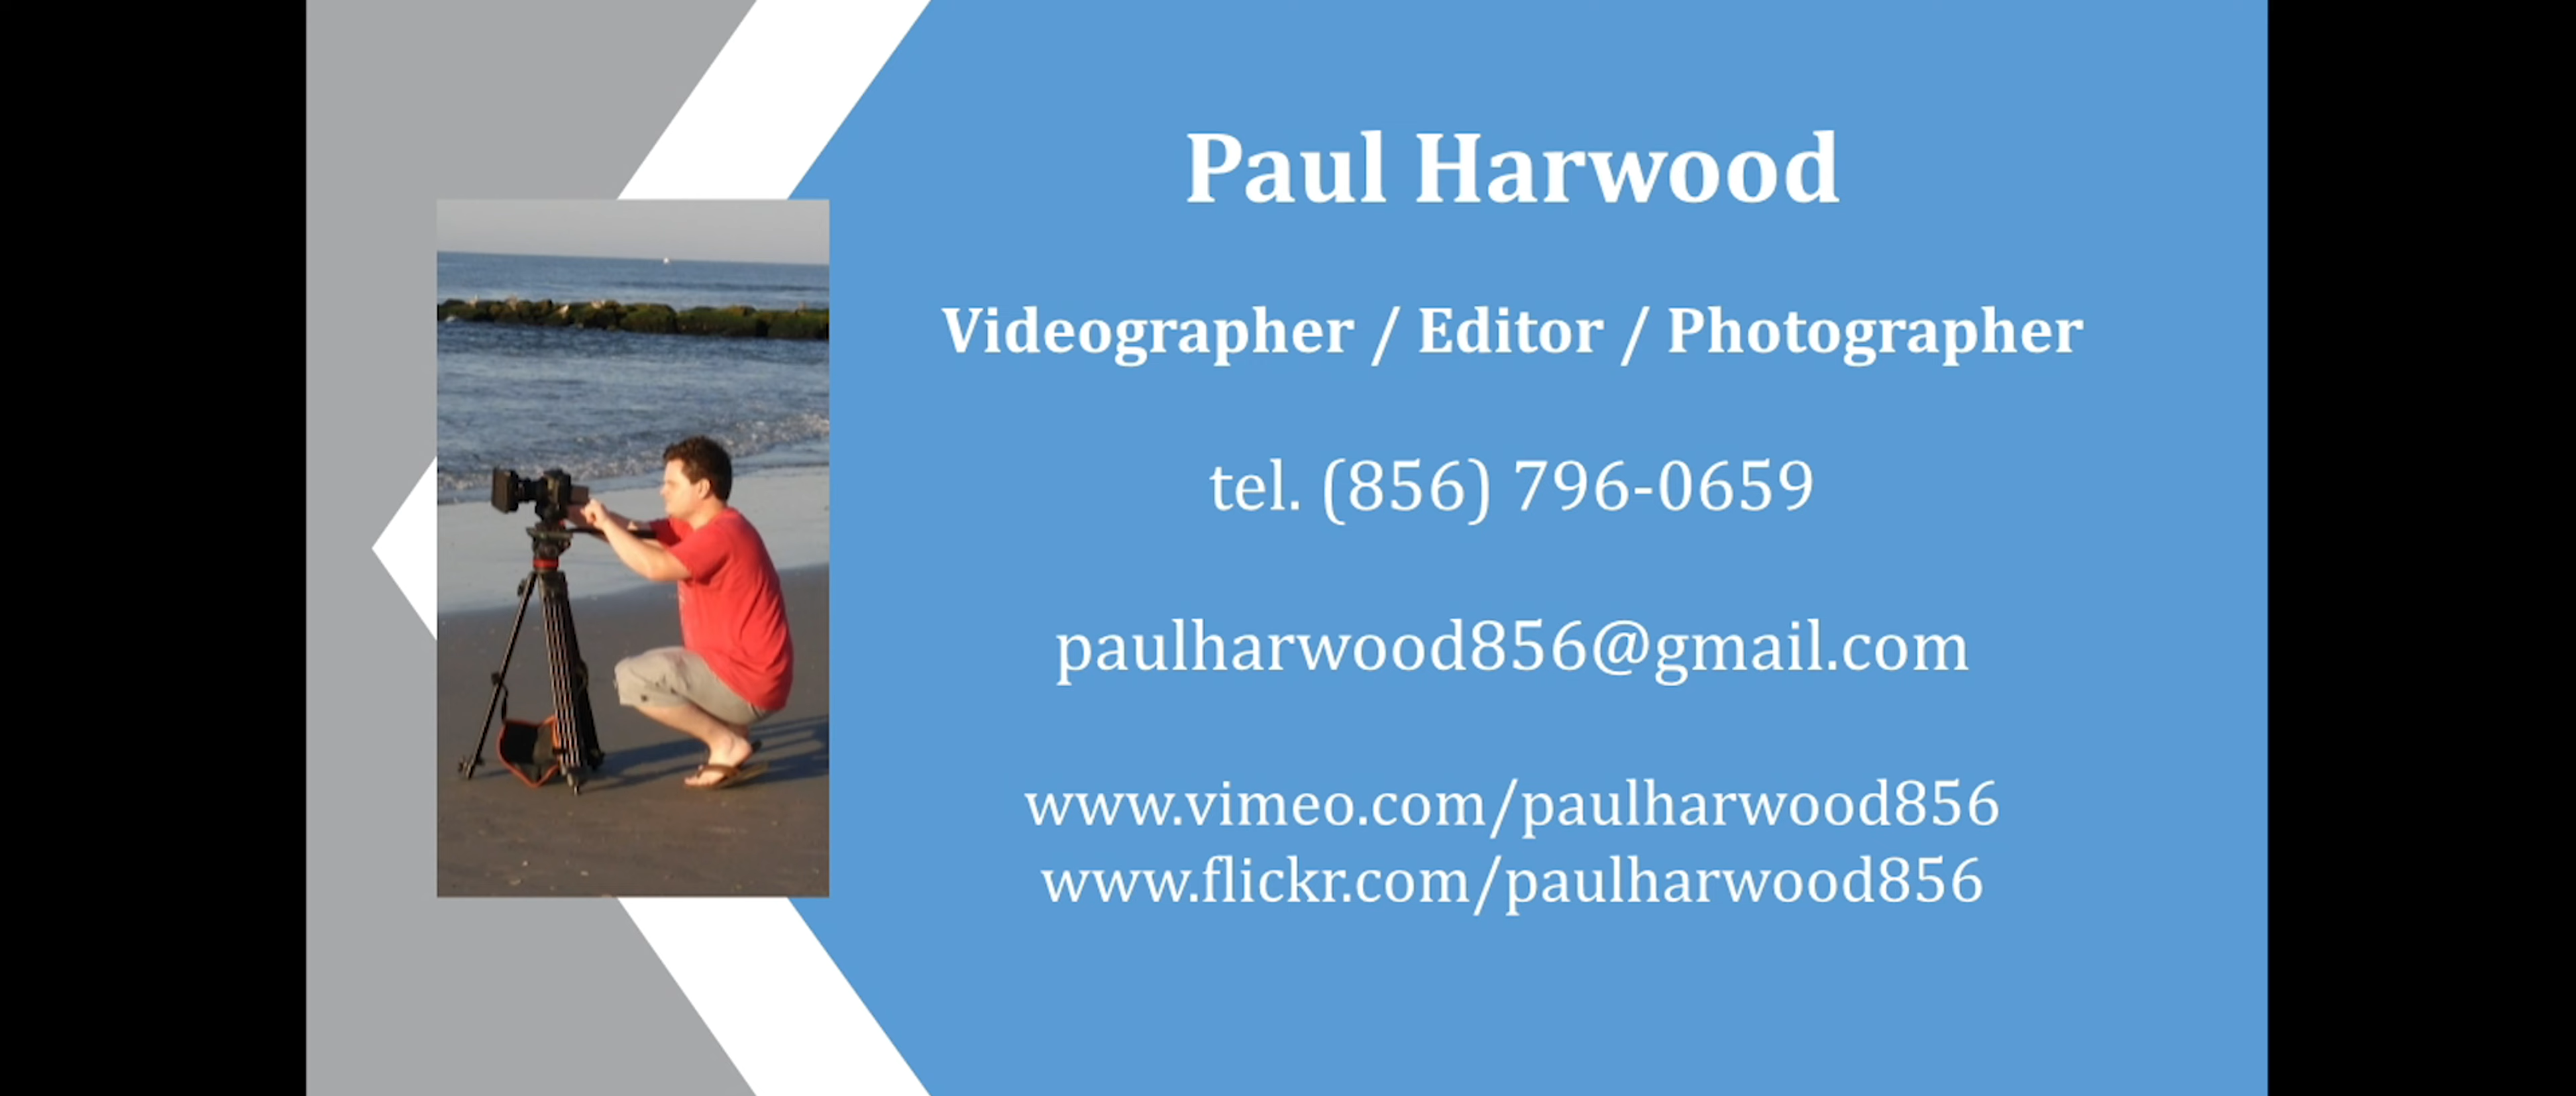 Paul Harwood
Videographer / Editor / Photographer
tel. (856) 796-0659
paulharwood856@gmail.com
www.vimeo.com/paulharwood856
www.flickr.com/paulharwood856